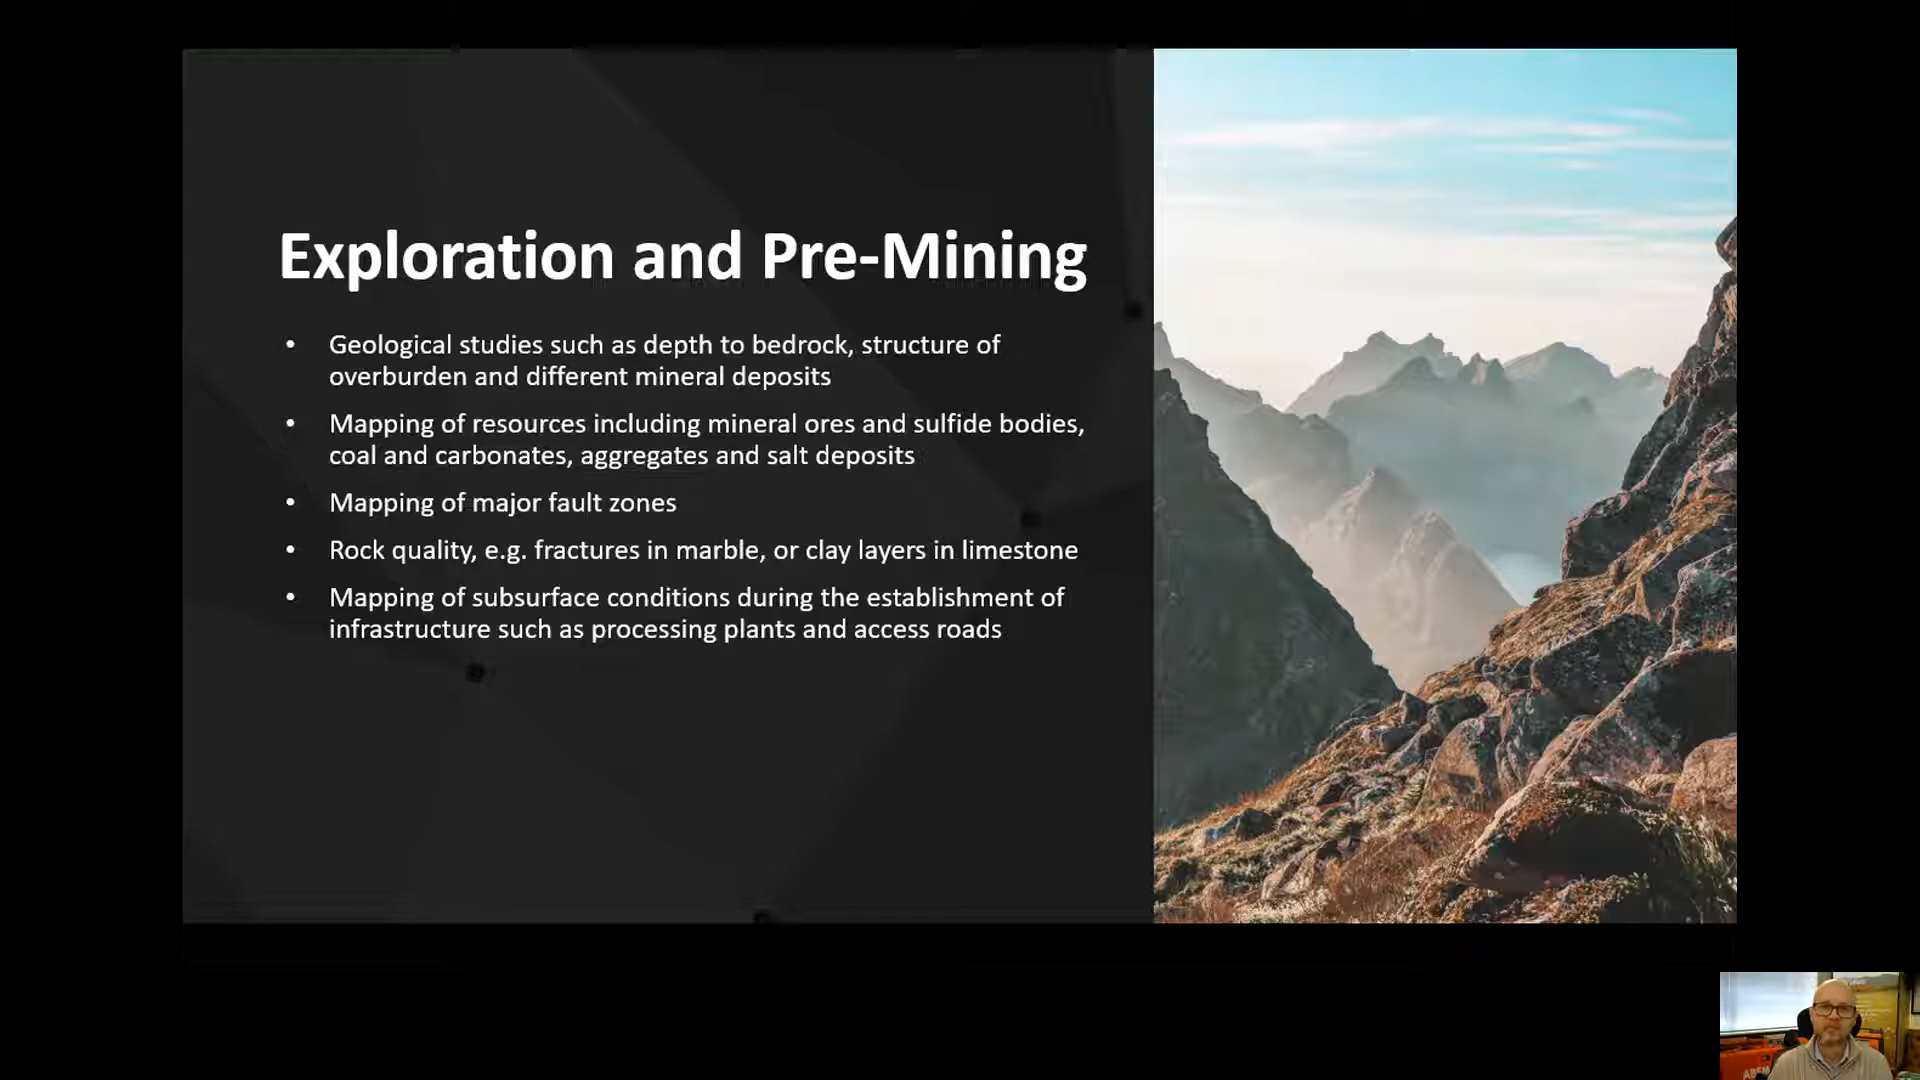 Exploration and Pre-Mining
• Geological studies such as depth to bedrock, structure of
overburden and different mineral deposits
• Mapping of resources including mineral ores and sulfide bodies,
coal and carbonates, aggregates and salt deposits
• Mapping of major fault zones
• Rock quality, e.g. fractures in marble, or clay layers in limestone
• Mapping of subsurface conditions during the establishment of
infrastructure such as processing plants and access roads
ABEM